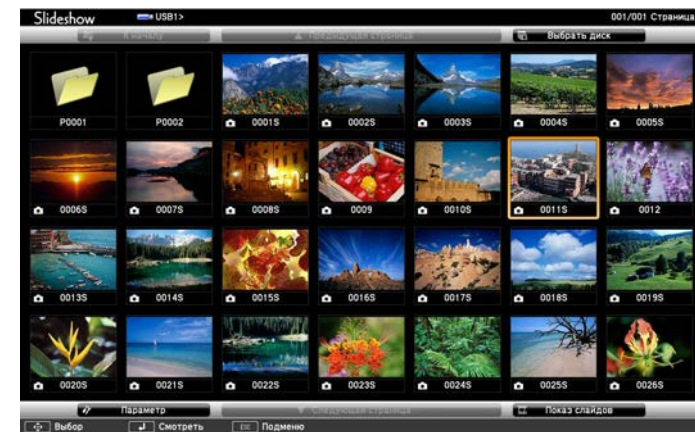 Slideshow USB1> 001/001 Страница
К началу Предыдущая страница Выбрать диск
P0001 P0002 0001S 0002S 0003S 0004S 0005S
0006S 0007S 0008S 0009 0010S 0011S 0012
0013S 0014S 0015S 0016S 0017S 0018S 0019S
0020S 0021S 0022S 0023S 0024S 0025S 0026S
Параметр Следующая страница Показ слайдов
Выбор Смотреть Esc Подменю